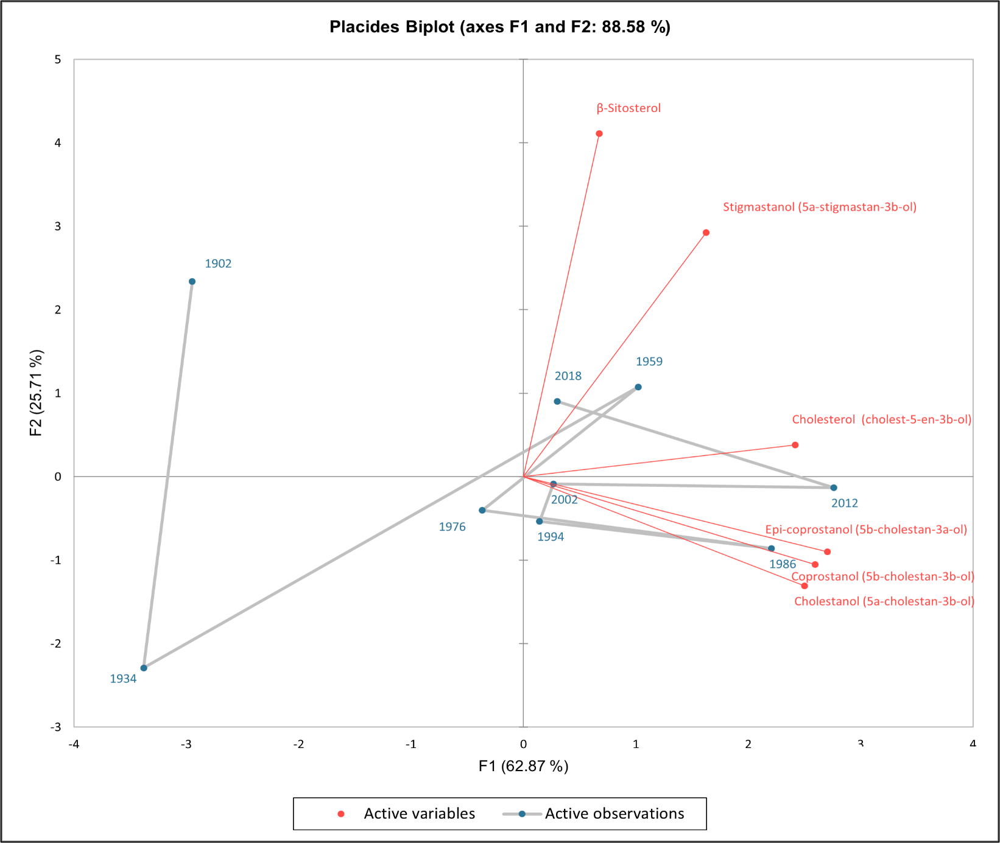 Placides Biplot (axes F1 and F2: 88.58 %)
5
β-Sitosterol
4
Stigmastanol (5a-stigmastan-3b-ol)
3
1902
2
1959
2018
1
Cholesterol  (cholest-5-en-3b-ol)
F2 (25.71 %)
0
2002
2012
1976
Epi-coprostanol (5b-cholestan-3a-ol)
1994
-1
1986
Coprostanol (5b-cholestan-3b-ol)
Cholestanol (5a-cholestan-3b-ol)
-2
1934
-3
-4 -3 -2 -1 0 1 2 3 4
F1 (62.87 %)
Active variables Active observations